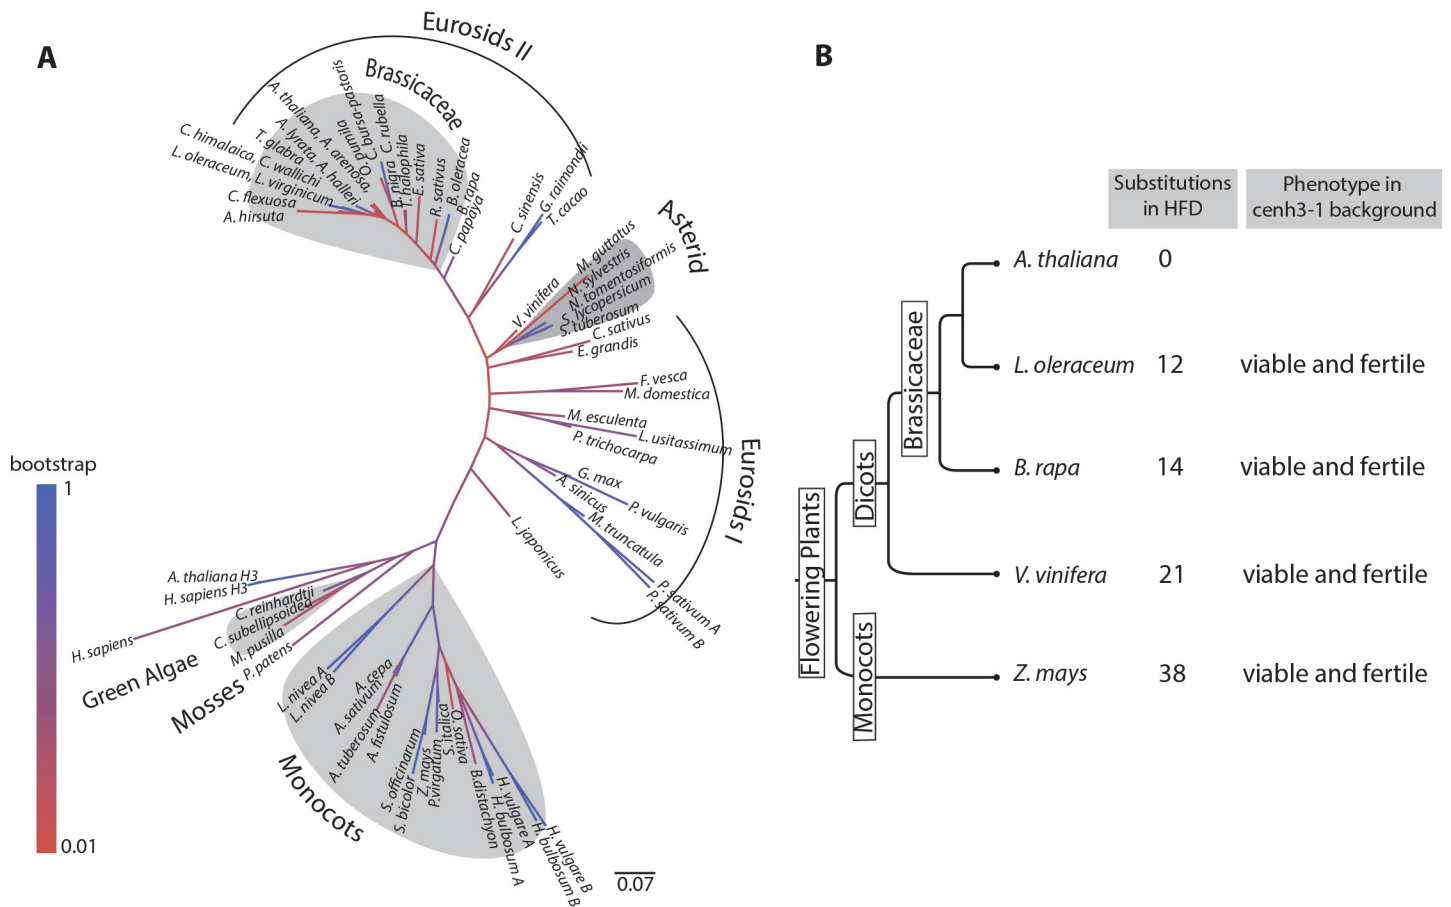 A
Eurosids II
Brassicaceae
A. thaliana, A. arenosa,
A. lyrata, A. halleri
O. pumila
C. bursa-pastoris
C. rubella
B. nigra
T. halophila
E. sativa
R. sativus
B. oleracea
B. rapa
C. papaya
T. glabra
C. himalaica, C. wallichi
L. oleraceum, L. virginicum
C. flexuosa
A. hirsuta
C. sinensis
G. raimondii
T. cacao
Asterid
V. vinifera
M. guttatus
N. sylvestris
N. tomentosiformis
S. lycopersicum
S. tuberosum
C. sativus
E. grandis
F. vesca
M. domestica
M. esculenta
L. usitassimum
P. trichocarpa
Eurosids I
G. max
A. sinicus
P. vulgaris
M. truncatula
P. sativum A
P. sativum B
L. japonicus
bootstrap
1
0.01
A. thaliana H3
H. sapiens H3
C. reinhardtii
C. subellipsoidea
M. pusilla
H. sapiens
P. patens
Green Algae
Mosses
Monocots
L. nivea A
L. nivea B
A. cepa
A. sativum
A. tuberosum
A. fistulosum
S. officinarum
S. bicolor
Z. mays
P.virgatum
S. italica
O. sativa
B.distachyon
H. vulgare A
H. bulbosum A
H. vulgare B
H. bulbosum B
0.07
B
Substitutions
in HFD
Phenotype in
cenh3-1 background
Flowering Plants
Dicots
Monocots
Brassicaceae
A. thaliana 0
L. oleraceum 12 viable and fertile
B. rapa 14 viable and fertile
V. vinifera 21 viable and fertile
Z. mays 38 viable and fertile